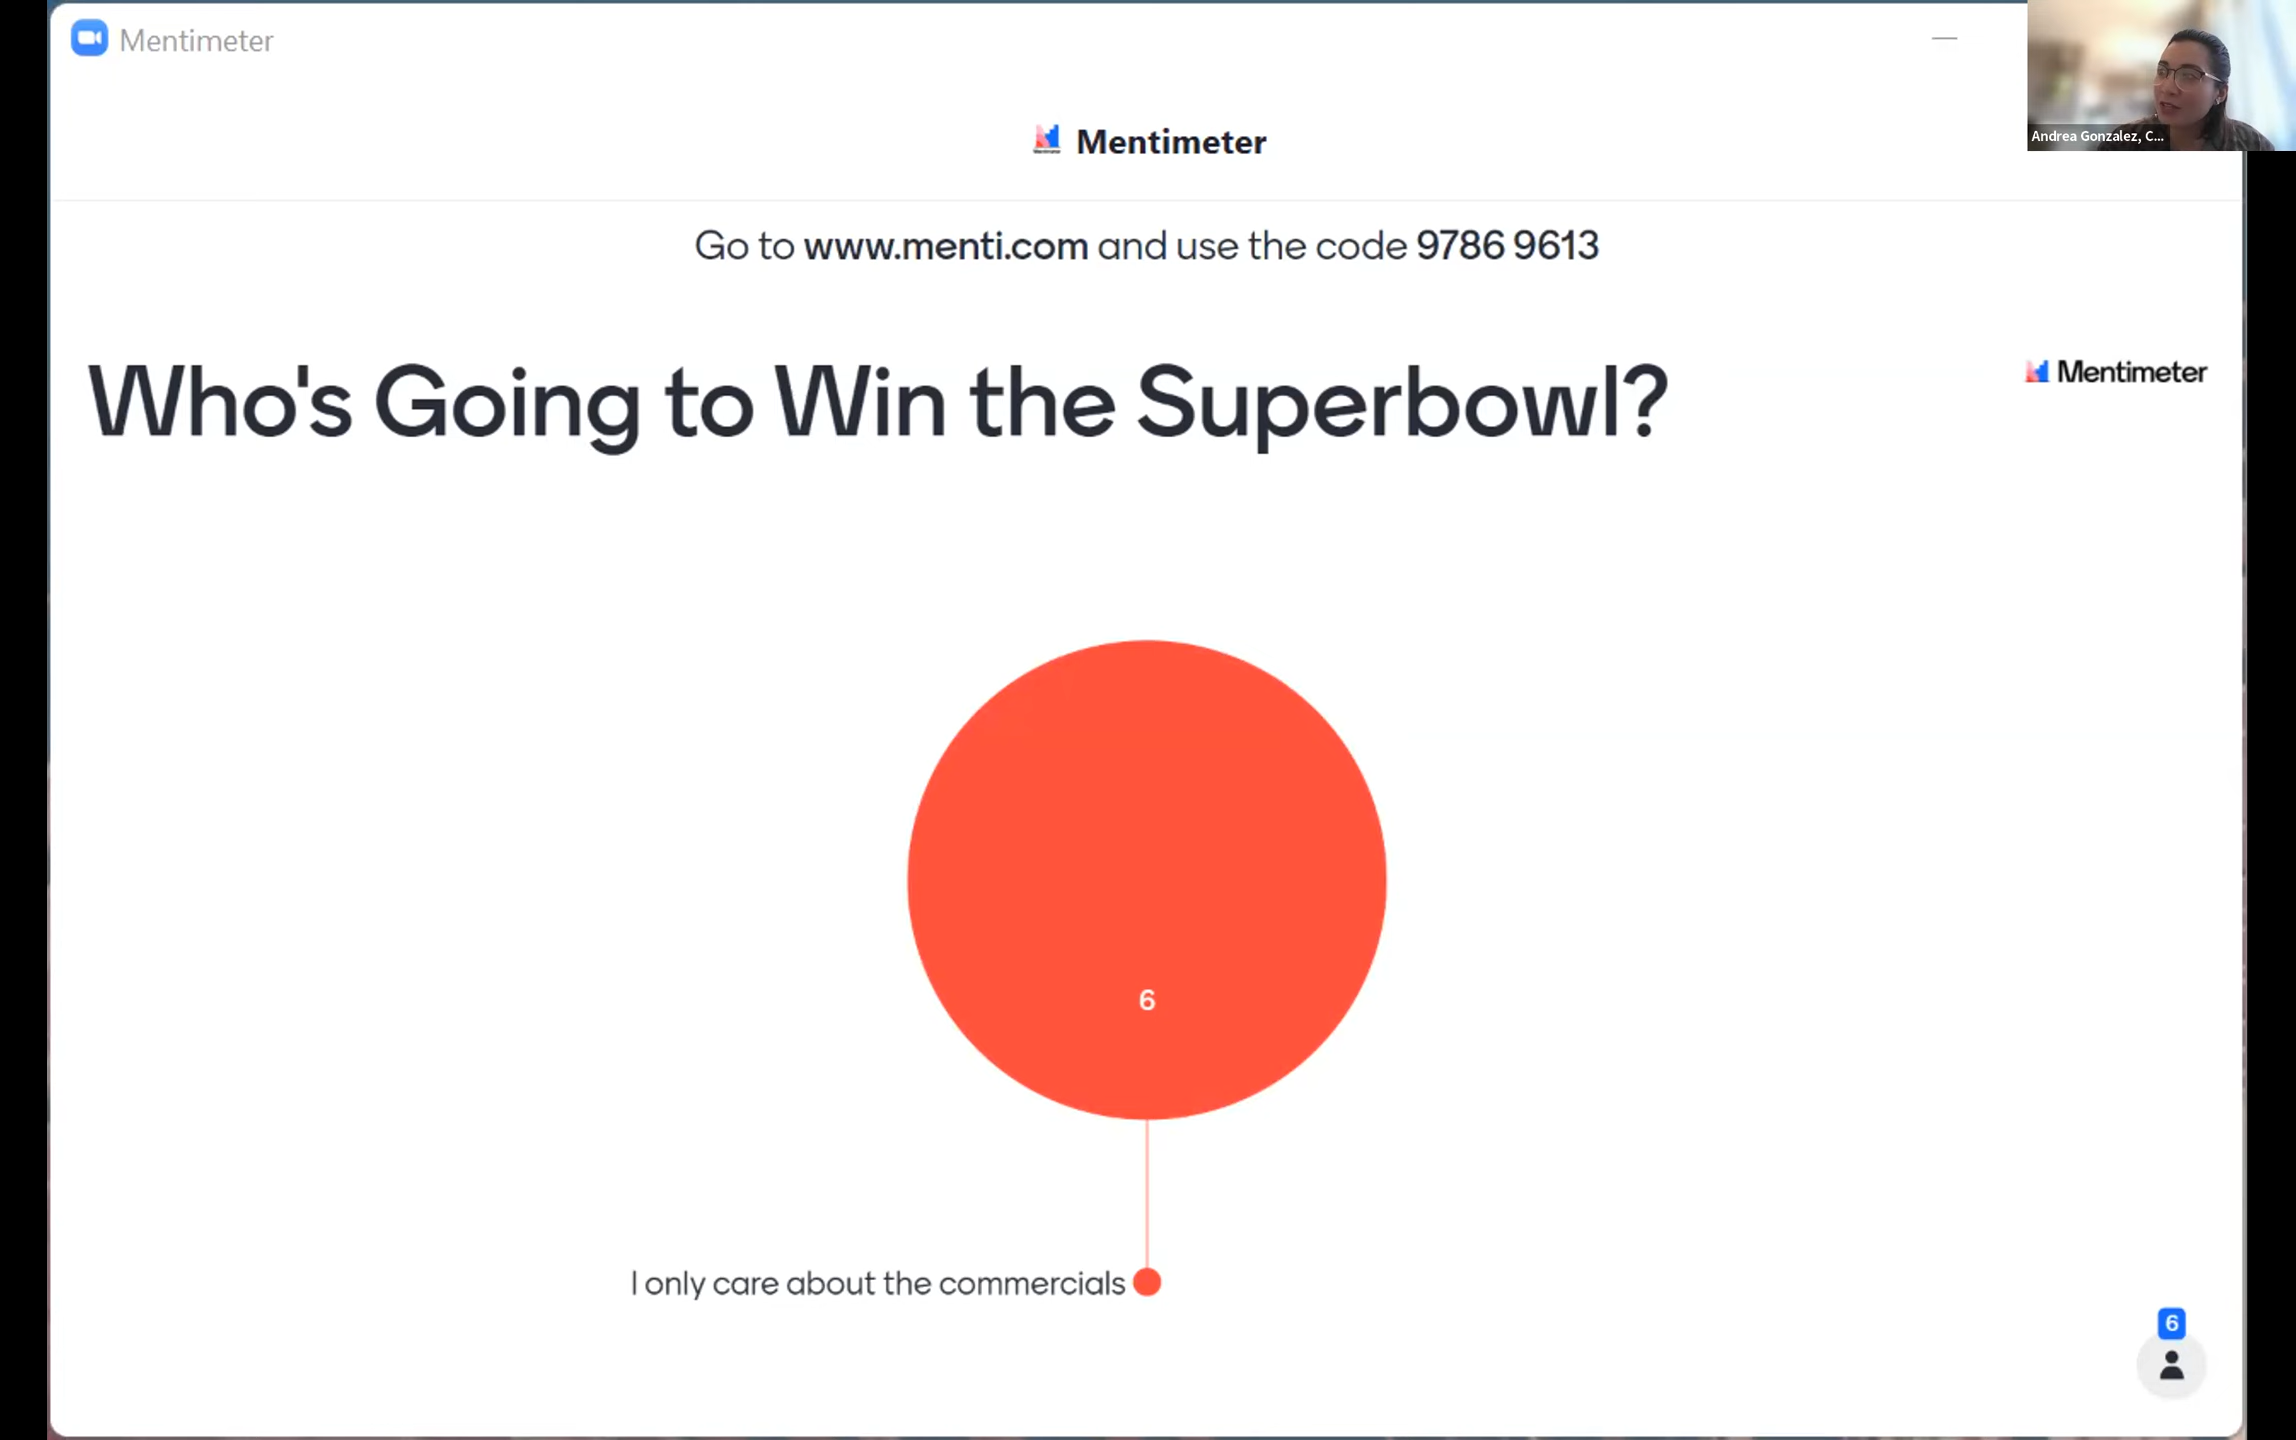 Mentimeter
Andrea Gonzalez, C...
Mentimeter
Go to www.menti.com and use the code 9786 9613
Who's Going to Win the Superbowl?
Mentimeter
6
I only care about the commercials
6